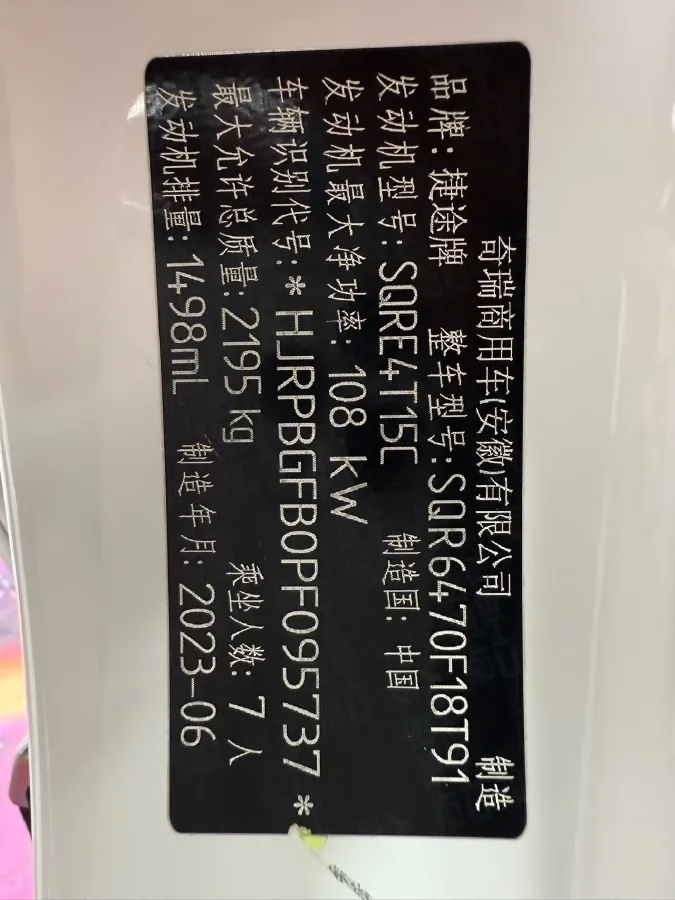 奇瑞商用车(安徽)有限公司 制造
品牌: 捷途牌 整车型号: SQR6470F18T91
发动机型号: SQRE4T15C 制造国: 中国
发动机最大净功率: 108 kW
车辆识别代号: * HJRPBGFB0PF095737 *
最大允许总质量: 2195 kg 乘坐人数: 7 人
发动机排量: 1498mL 制造年月: 2023-06